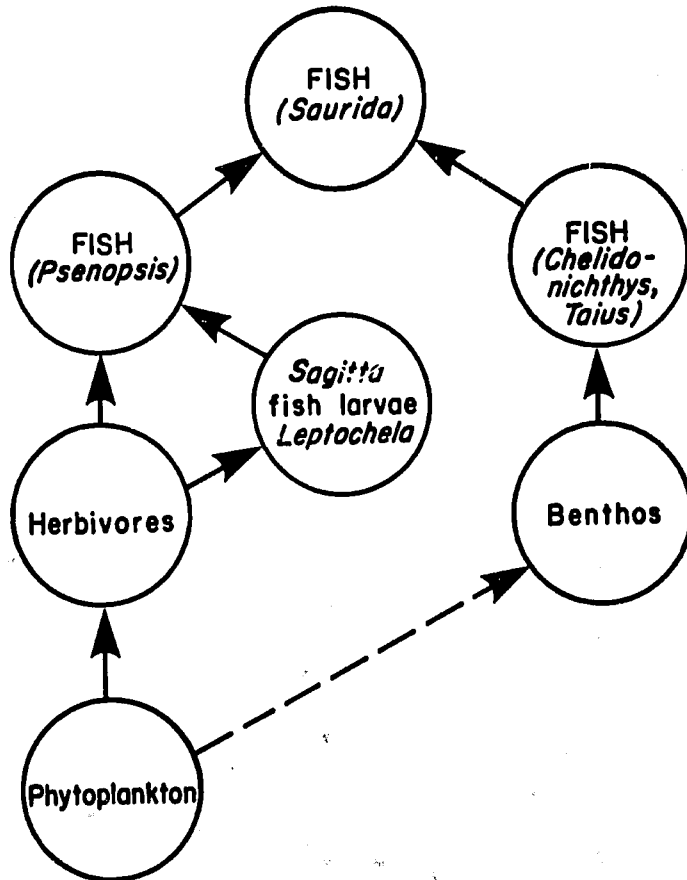 FISH
(Saurida)
FISH
(Psenopsis)
FISH
(Chelido-
nichthys,
Taius)
Sagitta
fish larvae
Leptochela
Herbivores
Benthos
Phytoplankton